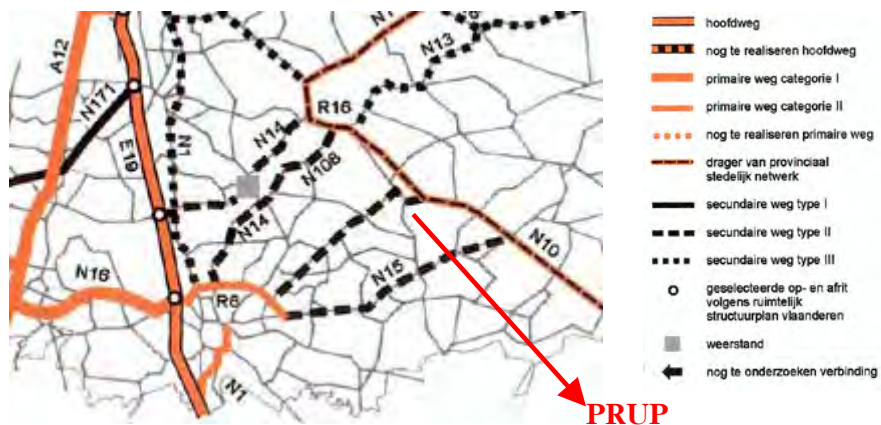 A12
N171
E19
N1
N14
N108
R16
N13
N14
N16
R6
N15
N10
N1
PRUP
hoofdweg
nog te realiseren hoofdweg
primaire weg categorie I
primaire weg categorie II
nog te realiseren primaire weg
drager van provinciaal
stedelijk netwerk
secundaire weg type I
secundaire weg type II
secundaire weg type III
geselecteerde op- en afrit
volgens ruimtelijk
structuurplan vlaanderen
weerstand
nog te onderzoeken verbinding